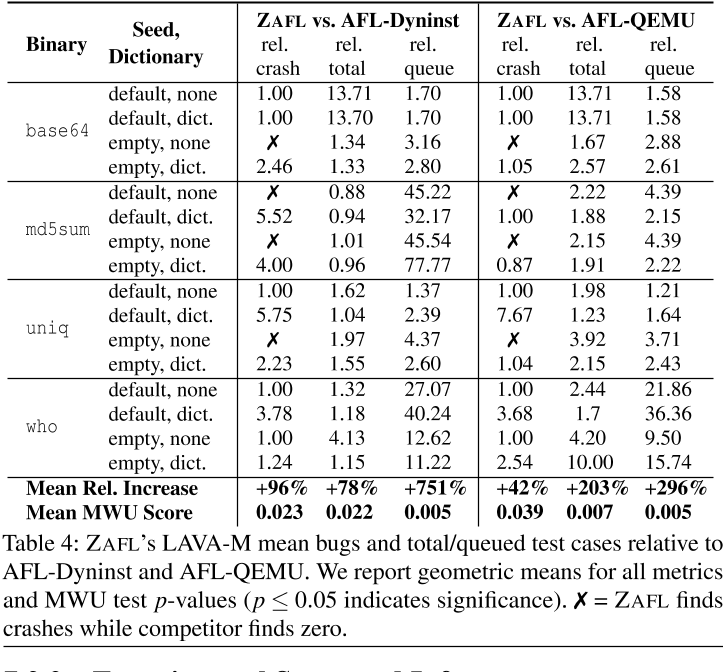 Binary Seed, Dictionary ZAFL vs. AFL-Dyninst ZAFL vs. AFL-QEMU
rel. crash rel. total rel. queue rel. crash rel. total rel. queue
base64
default, none 1.00 13.71 1.70 1.00 13.71 1.58
default, dict. 1.00 13.70 1.70 1.00 13.71 1.58
empty, none ✗ 1.34 3.16 ✗ 1.67 2.88
empty, dict. 2.46 1.33 2.80 1.05 2.57 2.61
md5sum
default, none ✗ 0.88 45.22 ✗ 2.22 4.39
default, dict. 5.52 0.94 32.17 1.00 1.88 2.15
empty, none ✗ 1.01 45.54 ✗ 2.15 4.39
empty, dict. 4.00 0.96 77.77 0.87 1.91 2.22
uniq
default, none 1.00 1.62 1.37 1.00 1.98 1.21
default, dict. 5.75 1.04 2.39 7.67 1.23 1.64
empty, none ✗ 1.97 4.37 ✗ 3.92 3.71
empty, dict. 2.23 1.55 2.60 1.04 2.15 2.43
who
default, none 1.00 1.32 27.07 1.00 2.44 21.86
default, dict. 3.78 1.18 40.24 3.68 1.7 36.36
empty, none 1.00 4.13 12.62 1.00 4.20 9.50
empty, dict. 1.24 1.15 11.22 2.54 10.00 15.74
Mean Rel. Increase +96% +78% +751% +42% +203% +296%
Mean MWU Score 0.023 0.022 0.005 0.039 0.007 0.005
Table 4: ZAFL's LAVA-M mean bugs and total/queued test cases relative to
AFL-Dyninst and AFL-QEMU. We report geometric means for all metrics
and MWU test p-values (p ≤ 0.05 indicates significance). ✗ = ZAFL finds
crashes while competitor finds zero.